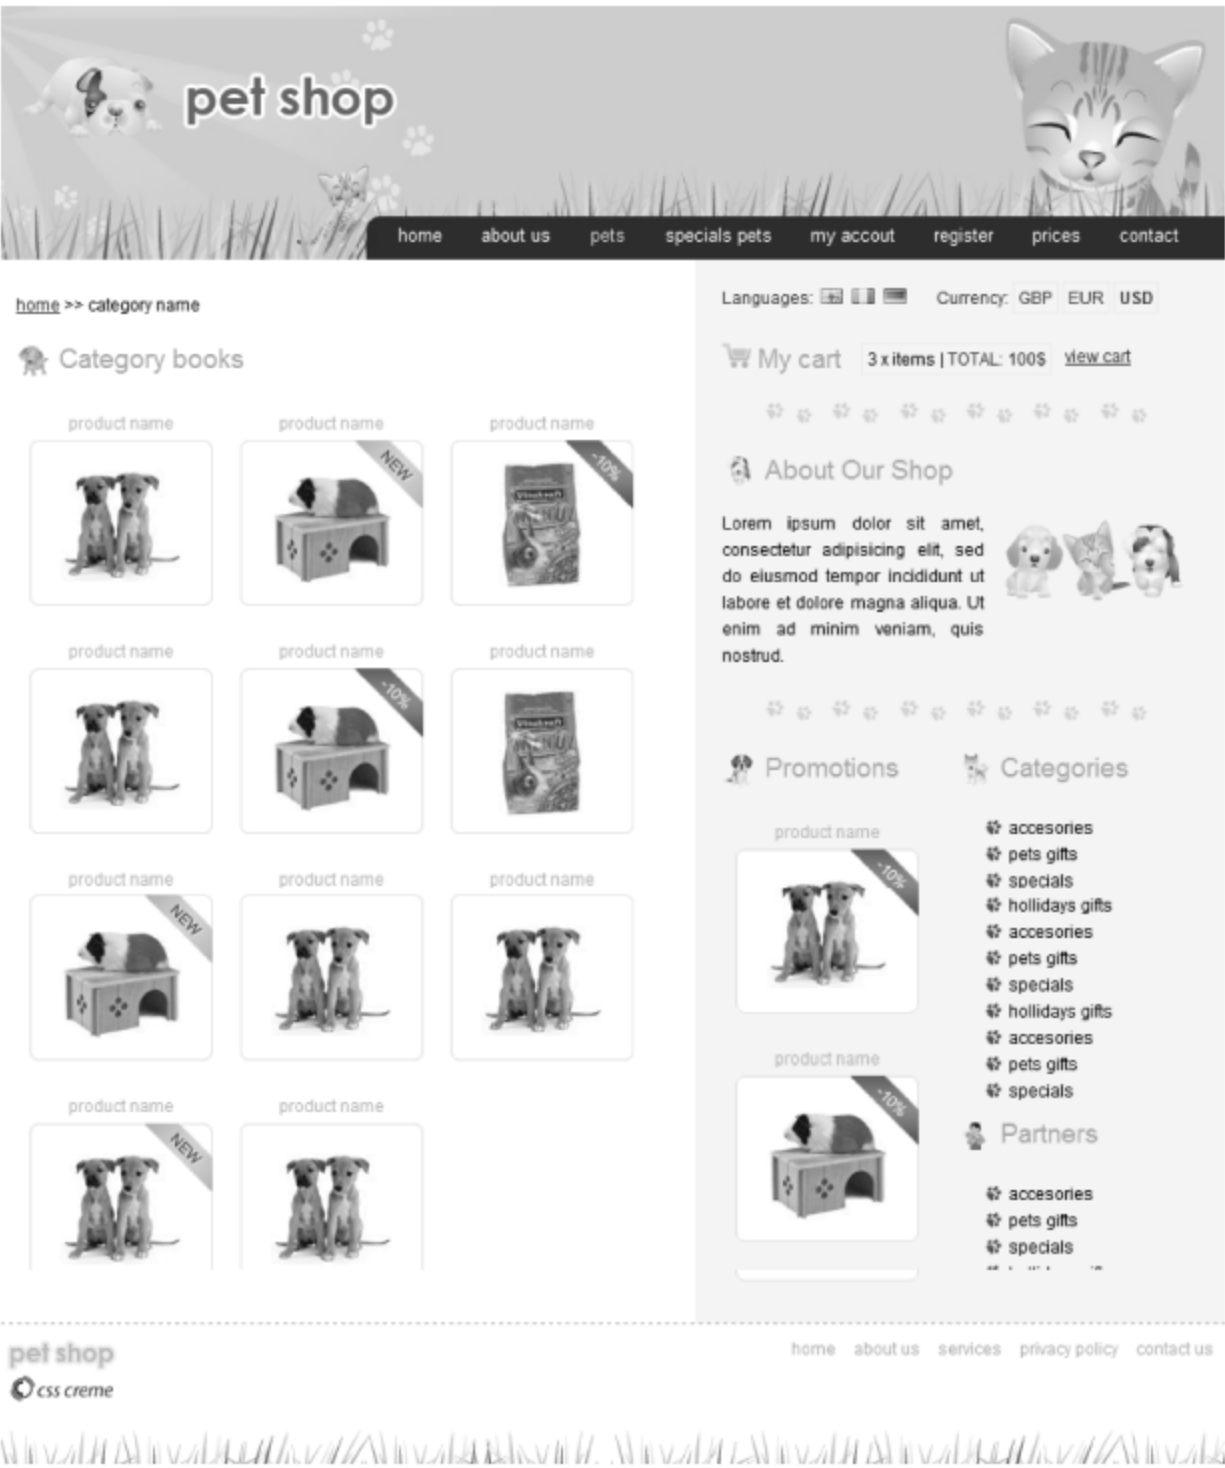 pet shop
home about us pets specials pets my accout register prices contact
home >> category name
Category books
product name product name product name
NEW
-10%
Vitakraft
MENU
product name product name product name
-10%
Vitakraft
MENU
product name product name product name
NEW
product name product name
NEW
Languages: Currency: GBP EUR USD
My cart 3 x items | TOTAL: 100$ view cart
About Our Shop
Lorem ipsum dolor sit amet,
consectetur adipisicing elit, sed
do eiusmod tempor incididunt ut
labore et dolore magna aliqua. Ut
enim ad minim veniam, quis
nostrud.
Promotions
product name
-10%
product name
-10%
Categories
accesories
pets gifts
specials
hollidays gifts
accesories
pets gifts
specials
hollidays gifts
accesories
pets gifts
specials
Partners
accesories
pets gifts
specials
pet shop
css creme
home about us services privacy policy contact us